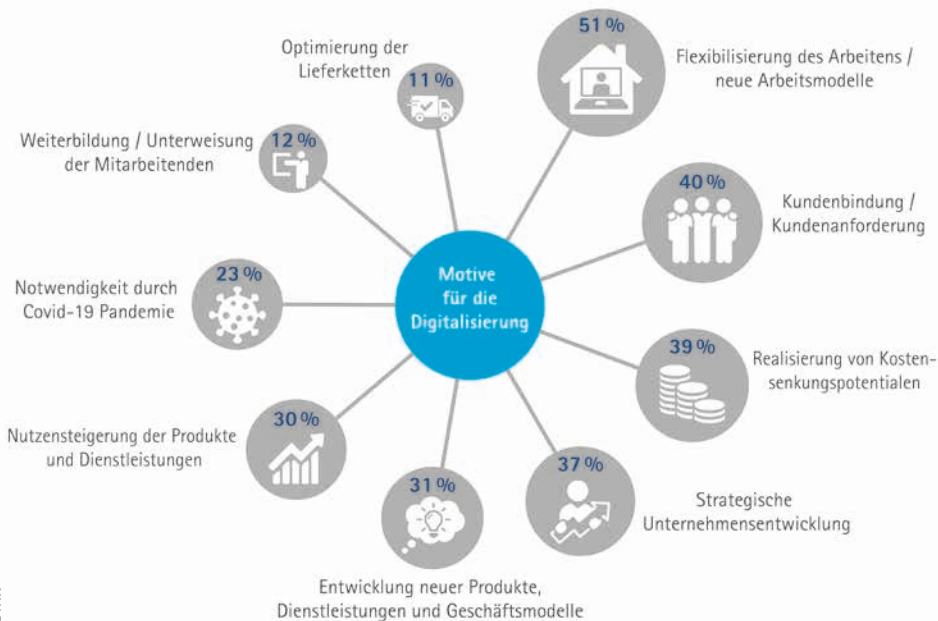 51 %
Flexibilisierung des Arbeitens /
neue Arbeitsmodelle
40 %
Kundenbindung /
Kundenanforderung
39 %
Realisierung von Kosten-
senkungspotentialen
37 %
Strategische
Unternehmensentwicklung
31 %
Entwicklung neuer Produkte,
Dienstleistungen und Geschäftsmodelle
30 %
Nutzensteigerung der Produkte
und Dienstleistungen
23 %
Notwendigkeit durch
Covid-19 Pandemie
12 %
Weiterbildung / Unterweisung
der Mitarbeitenden
11 %
Optimierung der
Lieferketten
Motive
für die
Digitalisierung